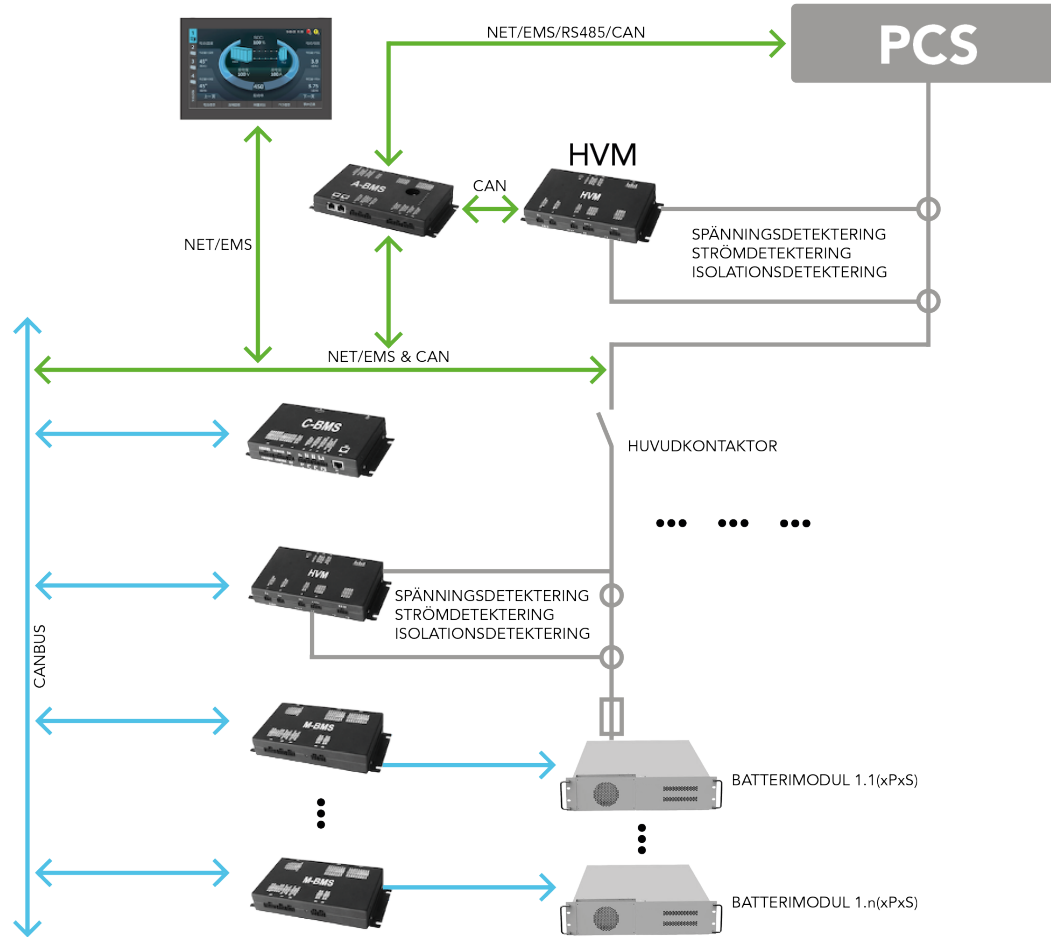 NET/EMS/RS485/CAN
PCS
A-BMS
CAN
HVM
HVM
NET/EMS
SPÄNNINGSDETEKTERING
STRÖMDETEKTERING
ISOLATIONSDETEKTERING
NET/EMS & CAN
C-BMS
HUVUDKONTAKTOR
HVM
SPÄNNINGSDETEKTERING
STRÖMDETEKTERING
ISOLATIONSDETEKTERING
CANBUS
M-BMS
BATTERIMODUL 1.1(xPxS)
M-BMS
BATTERIMODUL 1.n(xPxS)